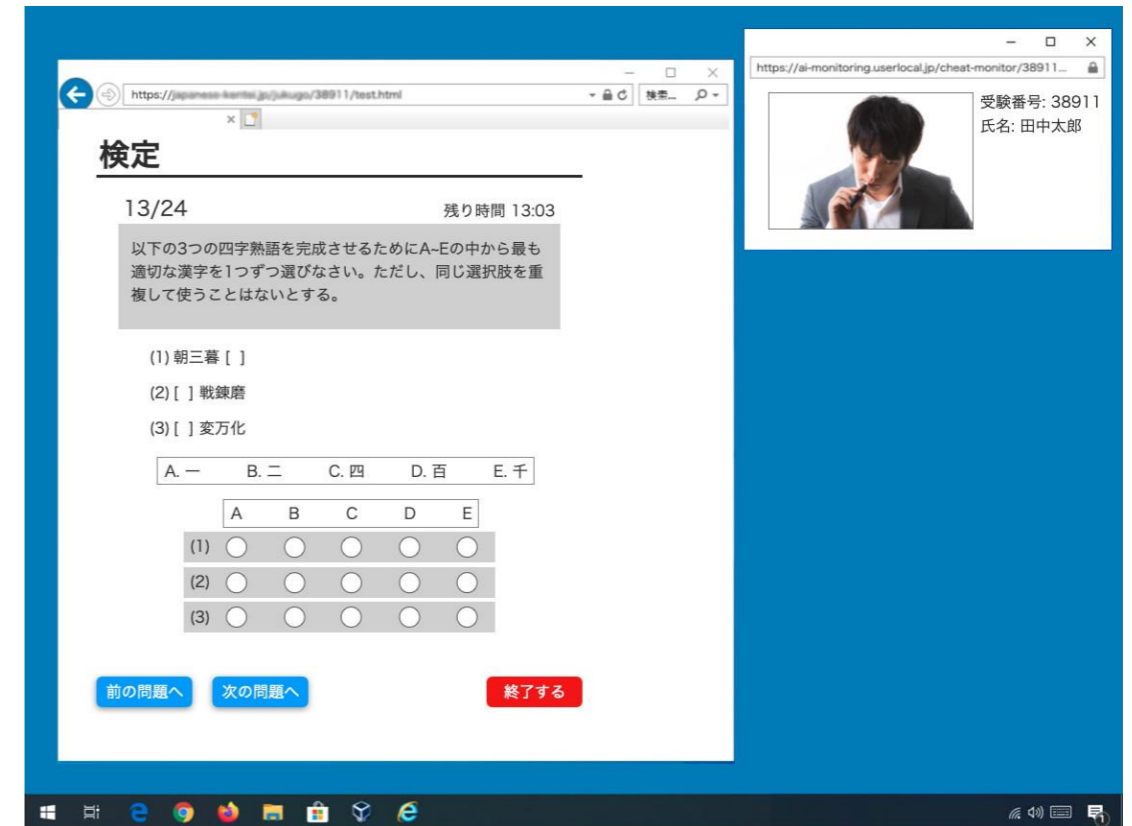 https://ai-monitoring.userlocal.jp/cheat-monitor/38911...
受験番号: 38911
氏名: 田中太郎
https:// /38911/test.html
検索...
検定
13/24
残り時間 13:03
以下の3つの四字熟語を完成させるためにA~Eの中から最も
適切な漢字を1つずつ選びなさい。ただし、同じ選択肢を重
複して使うことはないとする。
(1) 朝三暮 [ ]
(2) [ ] 戦錬磨
(3) [ ] 変万化
A. 一 B. 二 C. 四 D. 百 E. 千
A B C D E
(1)
(2)
(3)
前の問題へ 次の問題へ 終了する